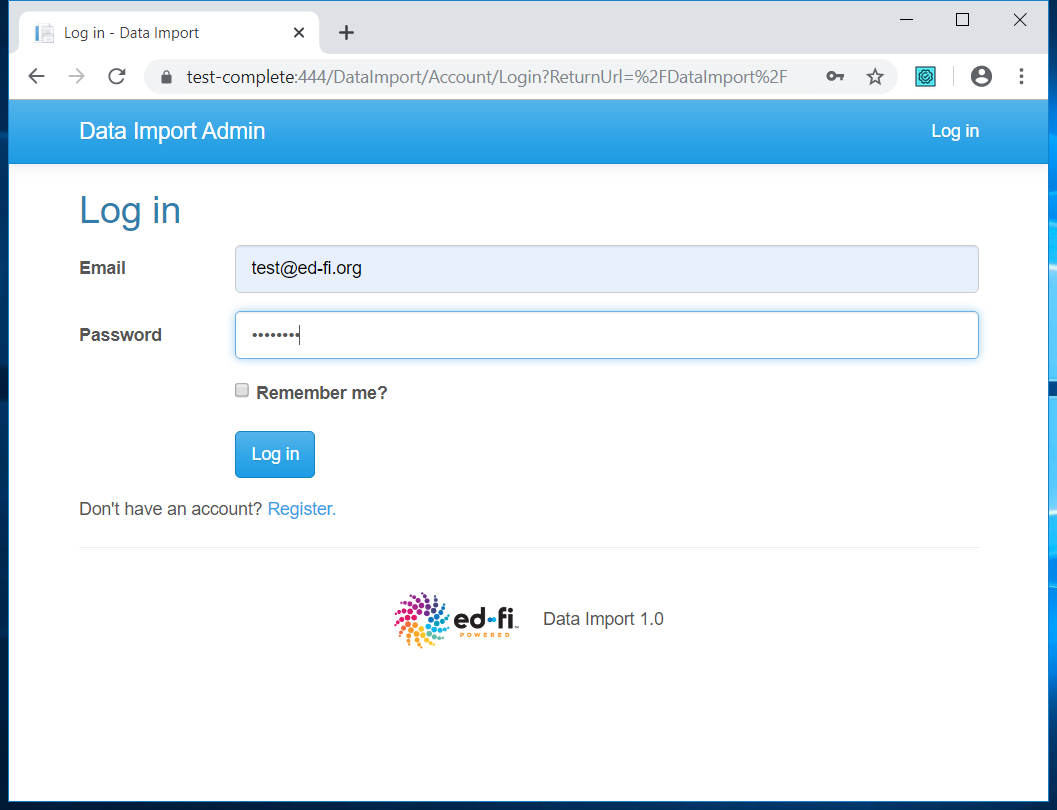 Log in - Data Import
test-complete:444/DataImport/Account/Login?ReturnUrl=%2FDataImport%2F
Data Import Admin
Log in
Log in
Email
test@ed-fi.org
Password
••••••••
Remember me?
Log in
Don't have an account? Register.
ed-fi™
POWERED
Data Import 1.0